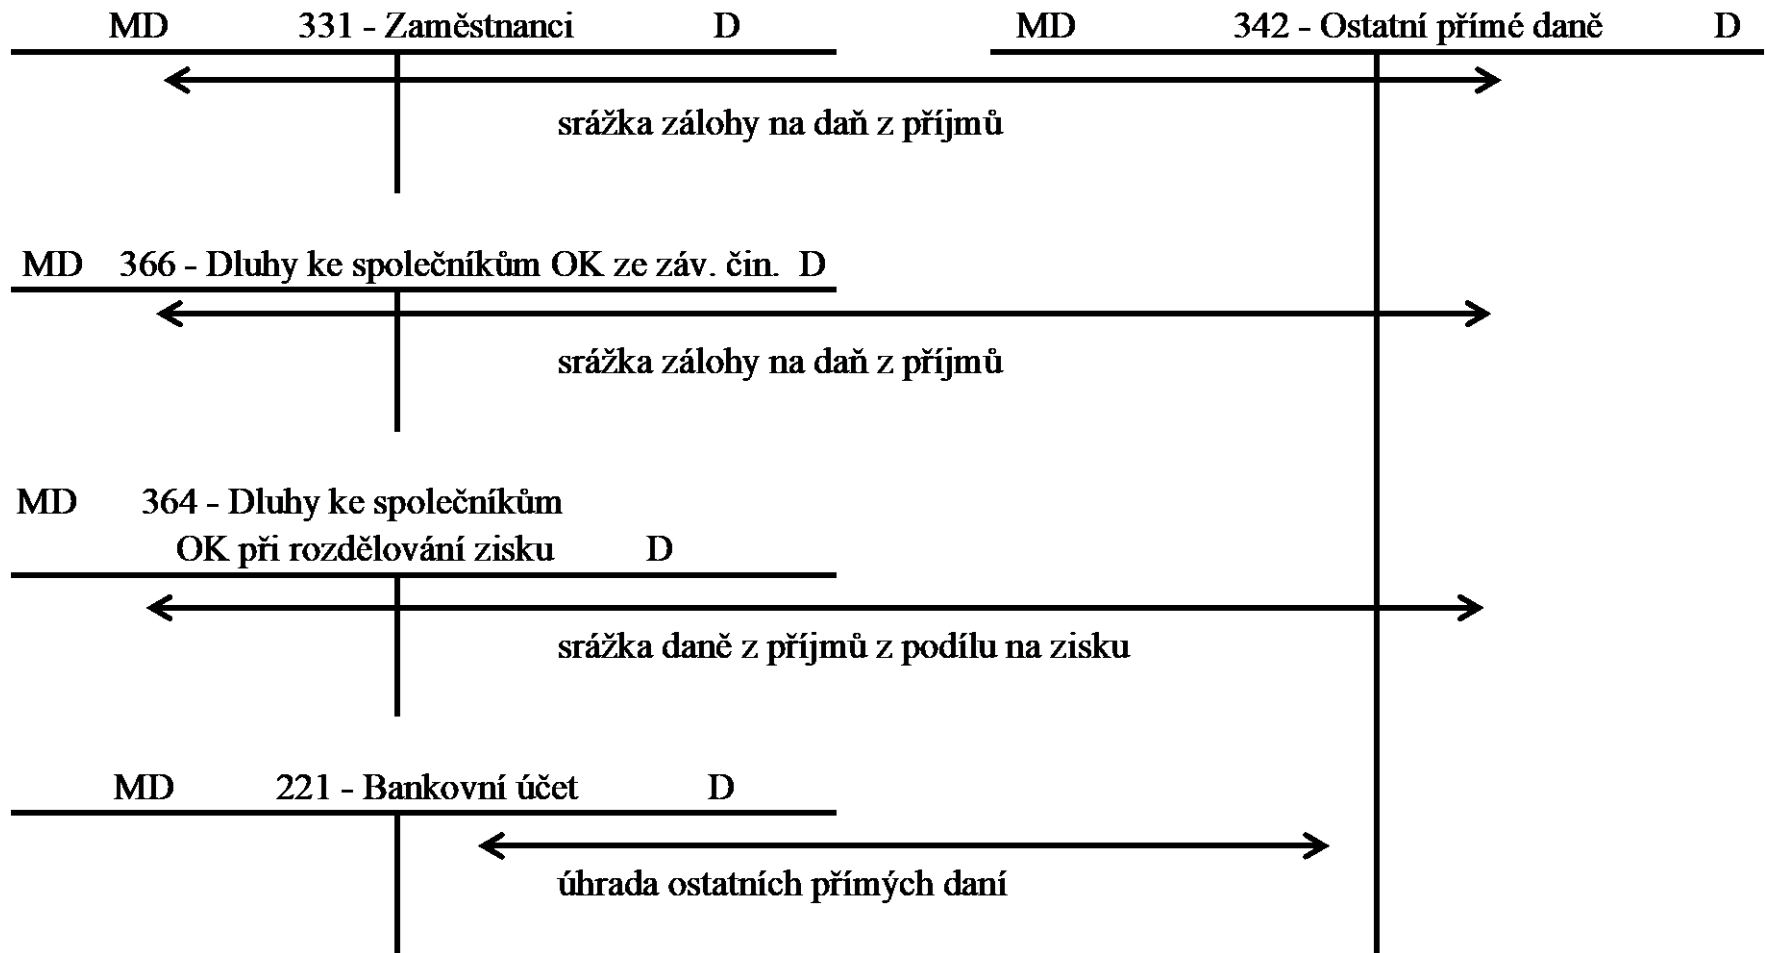 MD 331 - Zaměstnanci D MD 342 - Ostatní přímé daně D
srážka zálohy na daň z příjmů
MD 366 - Dluhy ke společníkům OK ze záv. čin. D
srážka zálohy na daň z příjmů
MD 364 - Dluhy ke společníkům
OK při rozdělování zisku D
srážka daně z příjmů z podílu na zisku
MD 221 - Bankovní účet D
úhrada ostatních přímých daní